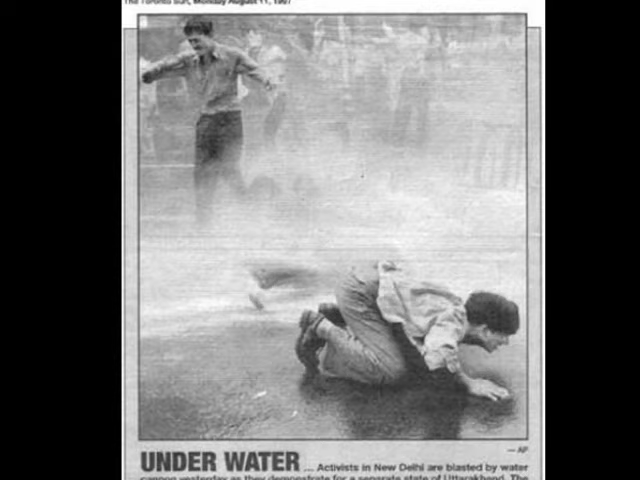 The Toronto Sun, Monday August 11, 1997
— AP
UNDER WATER ... Activists in New Delhi are blasted by water
cannon yesterday as they demonstrate for a separate state of Uttarakhand. The